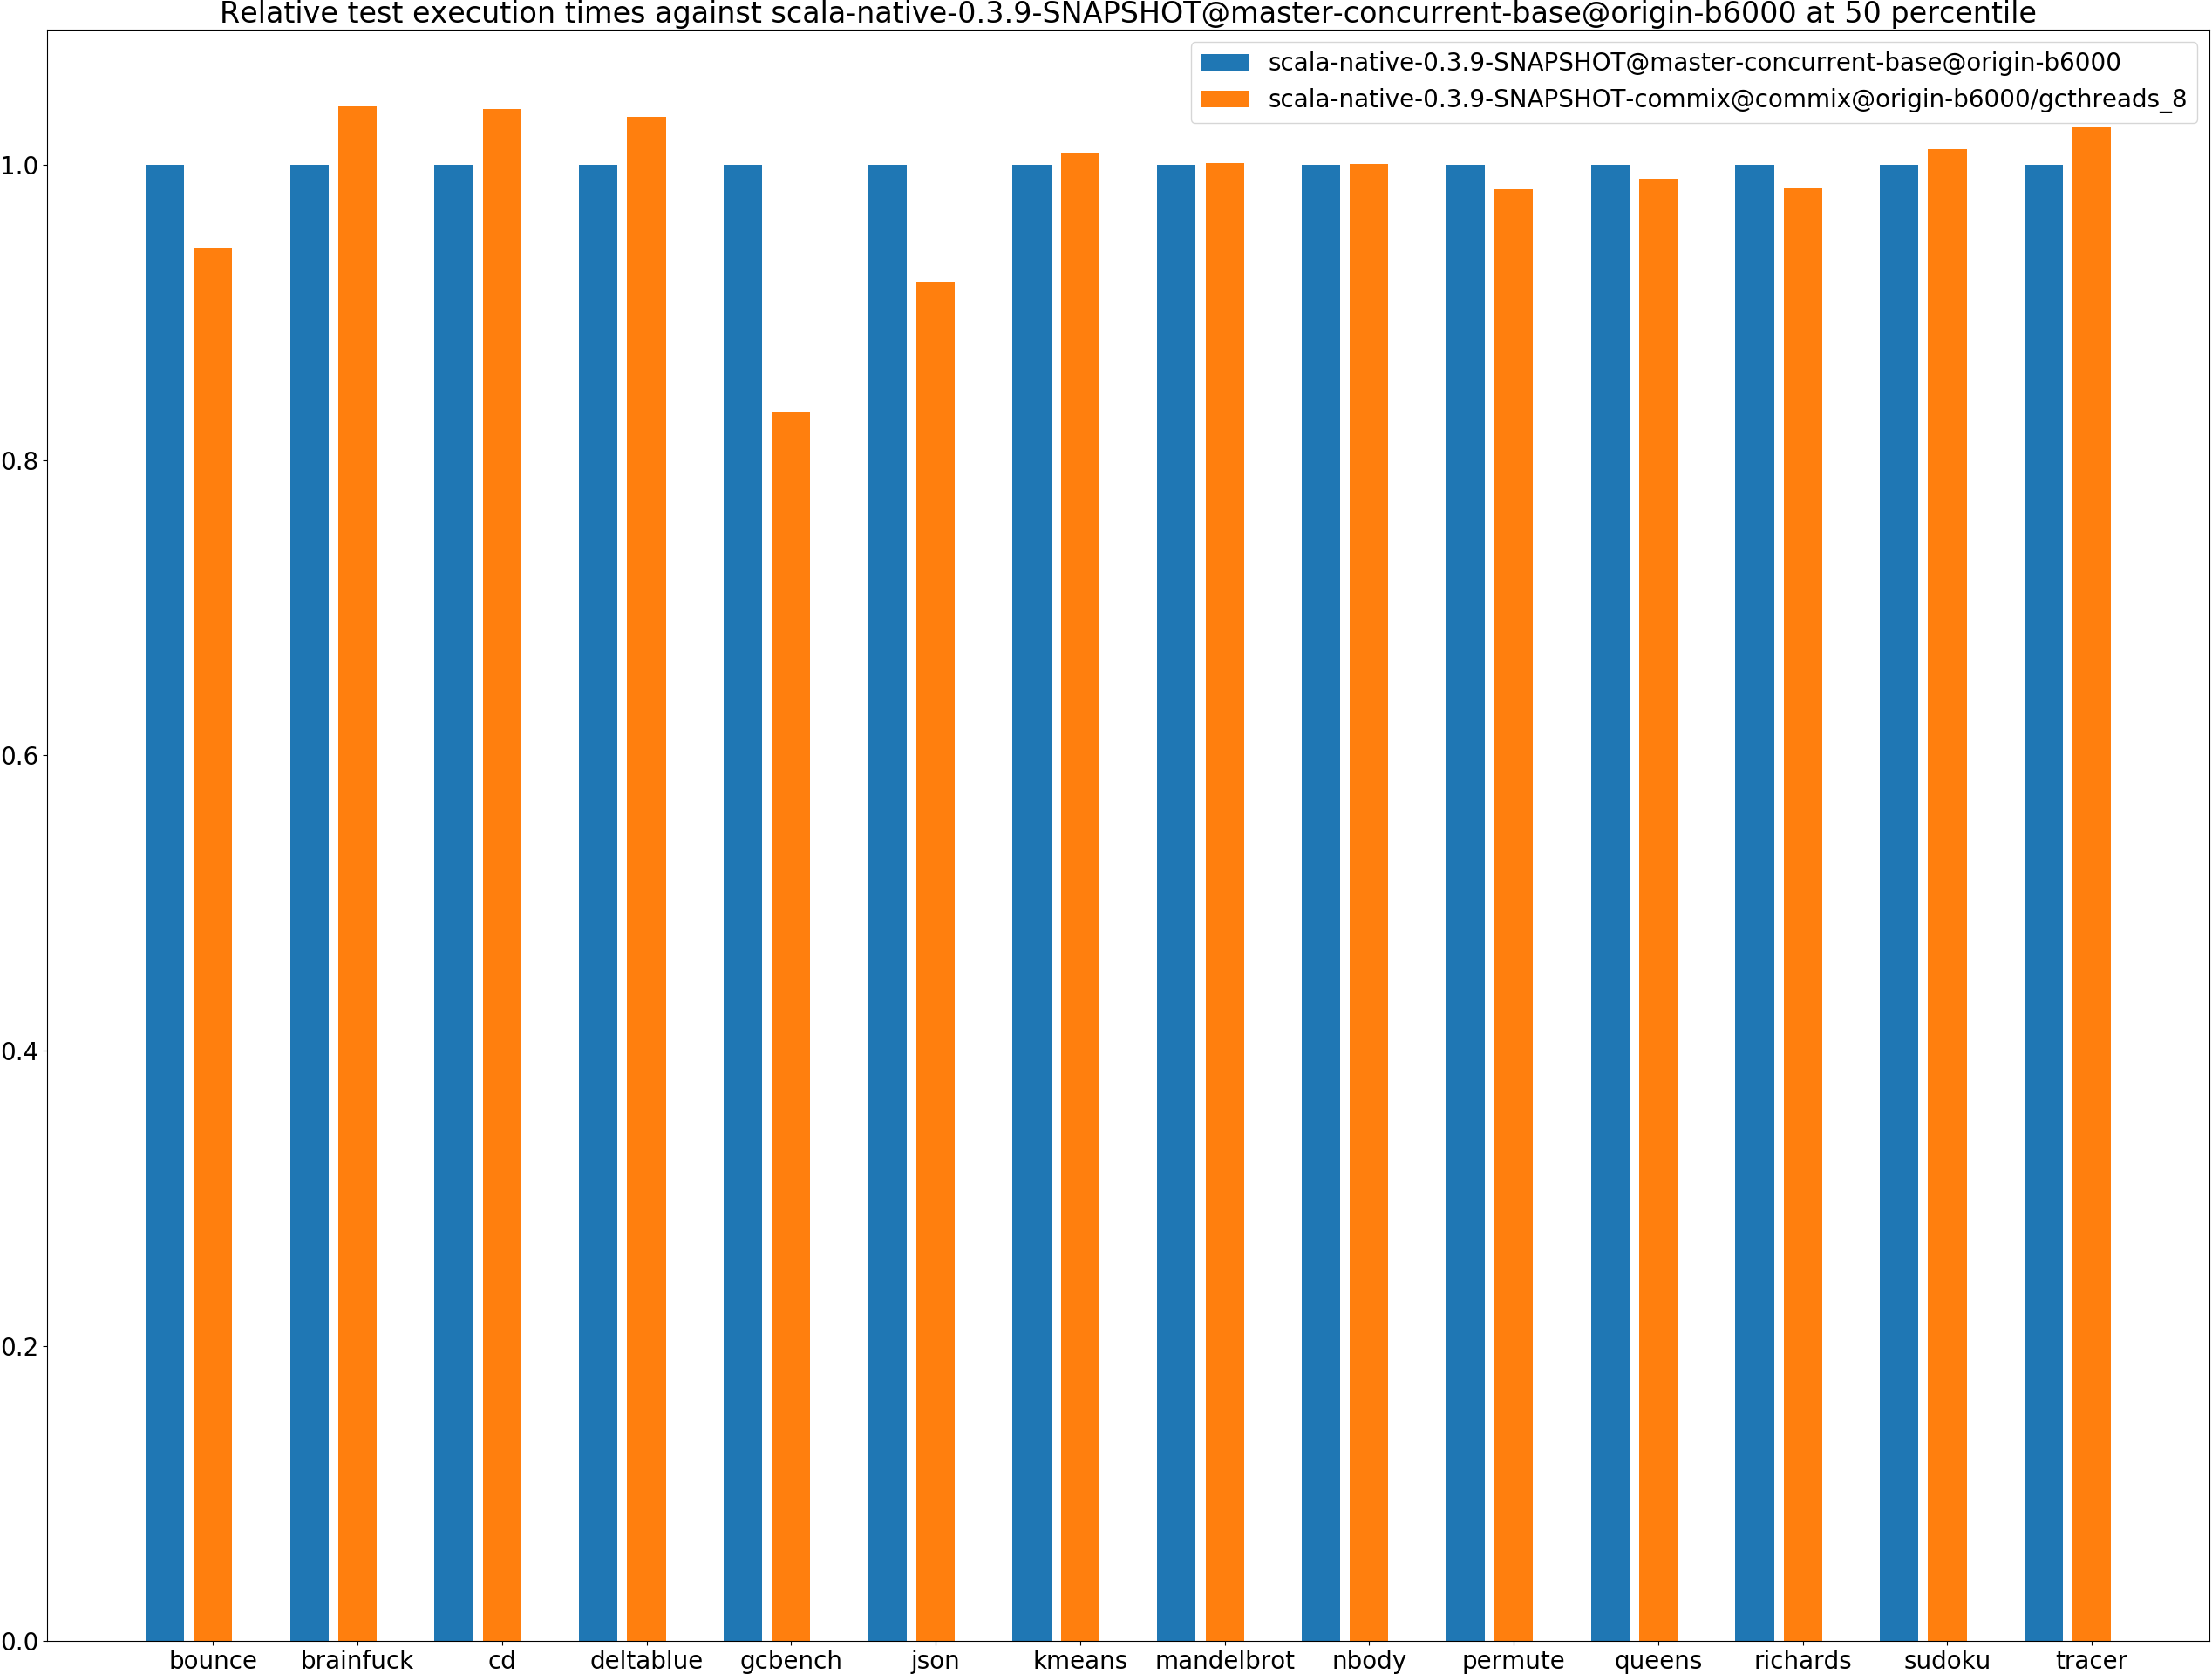 Relative test execution times against scala-native-0.3.9-SNAPSHOT@master-concurrent-base@origin-b6000 at 50 percentile
scala-native-0.3.9-SNAPSHOT@master-concurrent-base@origin-b6000
scala-native-0.3.9-SNAPSHOT-commix@commix@origin-b6000/gcthreads_8
1.0
0.8
0.6
0.4
0.2
0.0
bounce brainfuck cd deltablue gcbench json kmeans mandelbrot nbody permute queens richards sudoku tracer